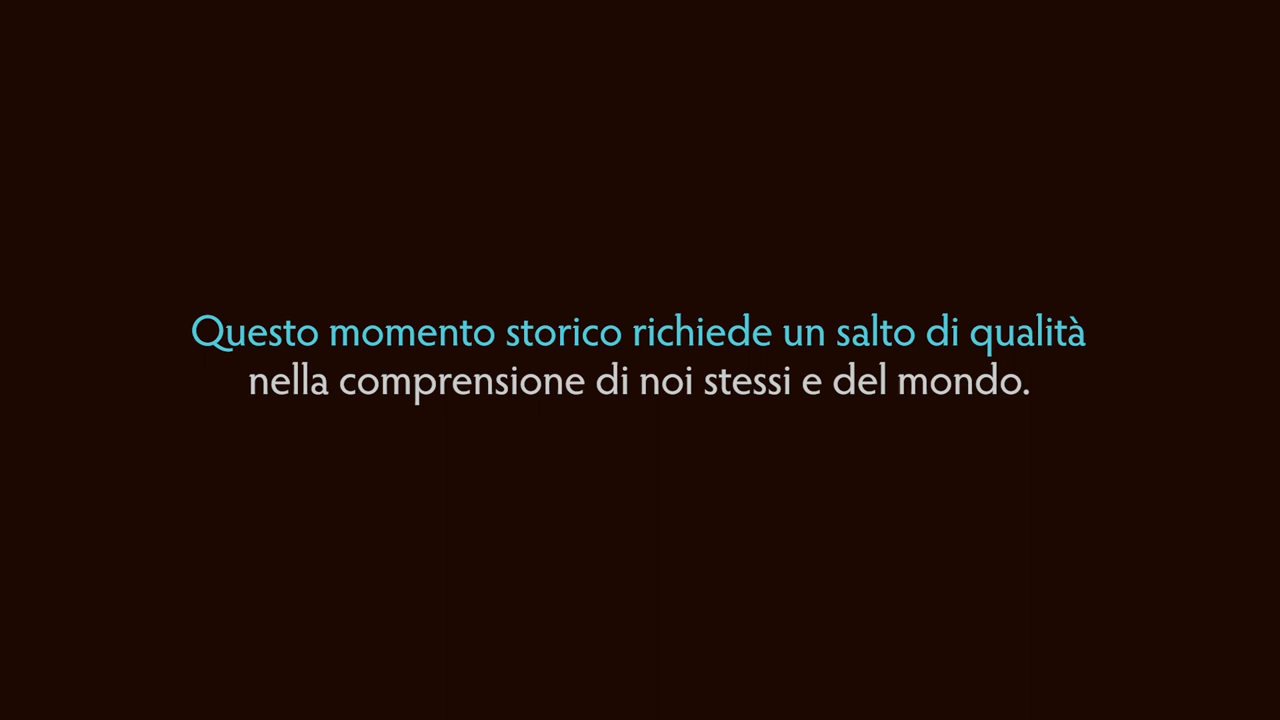 Questo momento storico richiede un salto di qualità
nella comprensione di noi stessi e del mondo.